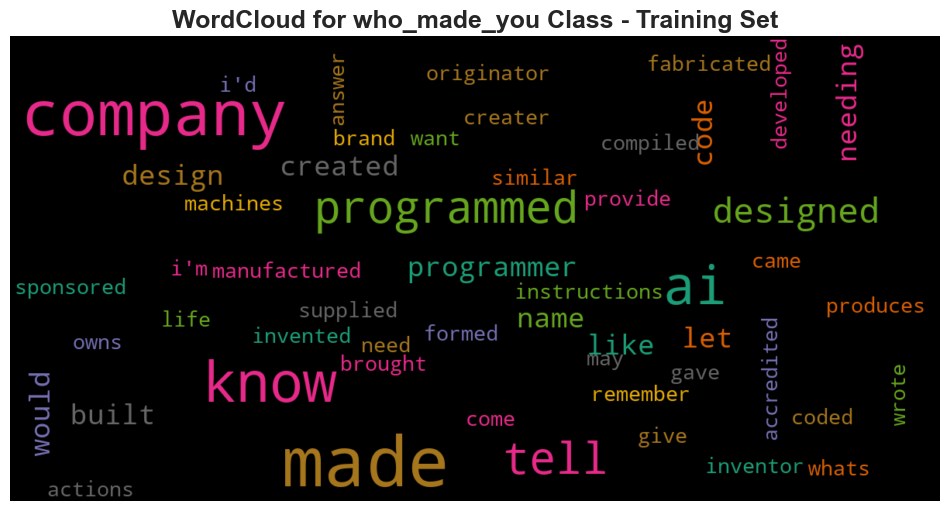 WordCloud for who_made_you Class - Training Set
company
i'd
answer
originator
fabricated
developed
needing
creater
brand
want
code
compiled
created
design
similar
machines
programmed
provide
designed
i'm
manufactured
programmer
ai
came
sponsored
instructions
produces
life
supplied
name
invented
formed
owns
need
like
let
brought
may
know
gave
accredited
wrote
would
remember
built
come
coded
made
tell
give
inventor
whats
actions